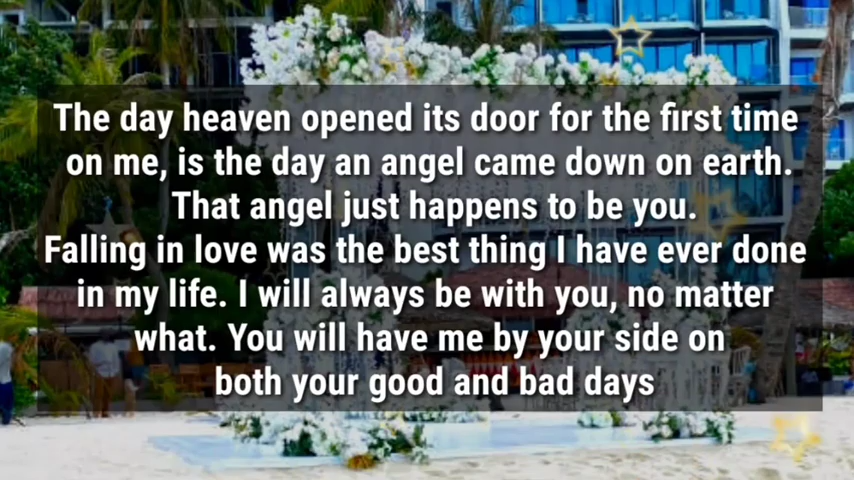 The day heaven opened its door for the first time
on me, is the day an angel came down on earth.
That angel just happens to be you.
Falling in love was the best thing I have ever done
in my life. I will always be with you, no matter
what. You will have me by your side on
both your good and bad days